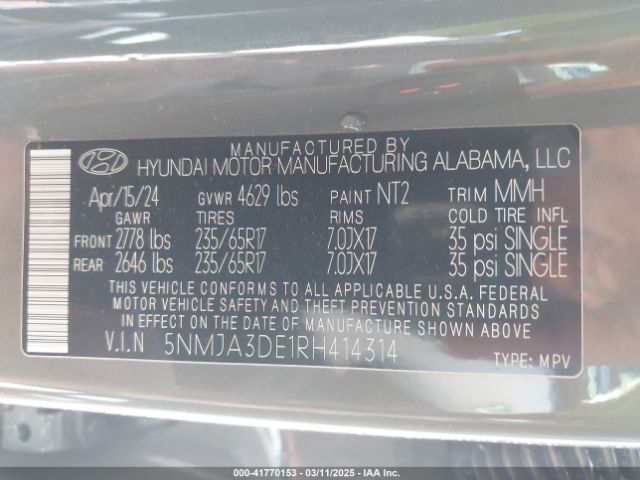 MANUFACTURED BY
HYUNDAI MOTOR MANUFACTURING ALABAMA, LLC
Apr/15/24 GVWR 4629 lbs PAINT NT2 TRIM MMH
GAWR TIRES RIMS COLD TIRE INFL
FRONT 2778 lbs 235/65R17 7.0JX17 35 psi SINGLE
REAR 2646 lbs 235/65R17 7.0JX17 35 psi SINGLE
THIS VEHICLE CONFORMS TO ALL APPLICABLE U.S.A. FEDERAL
MOTOR VEHICLE SAFETY AND THEFT PREVENTION STANDARDS
IN EFFECT ON THE DATE OF MANUFACTURE SHOWN ABOVE.
V.I.N 5NMJA3DE1RH414314 TYPE: MPV
000-41770153 - 03/11/2025 - IAA Inc.